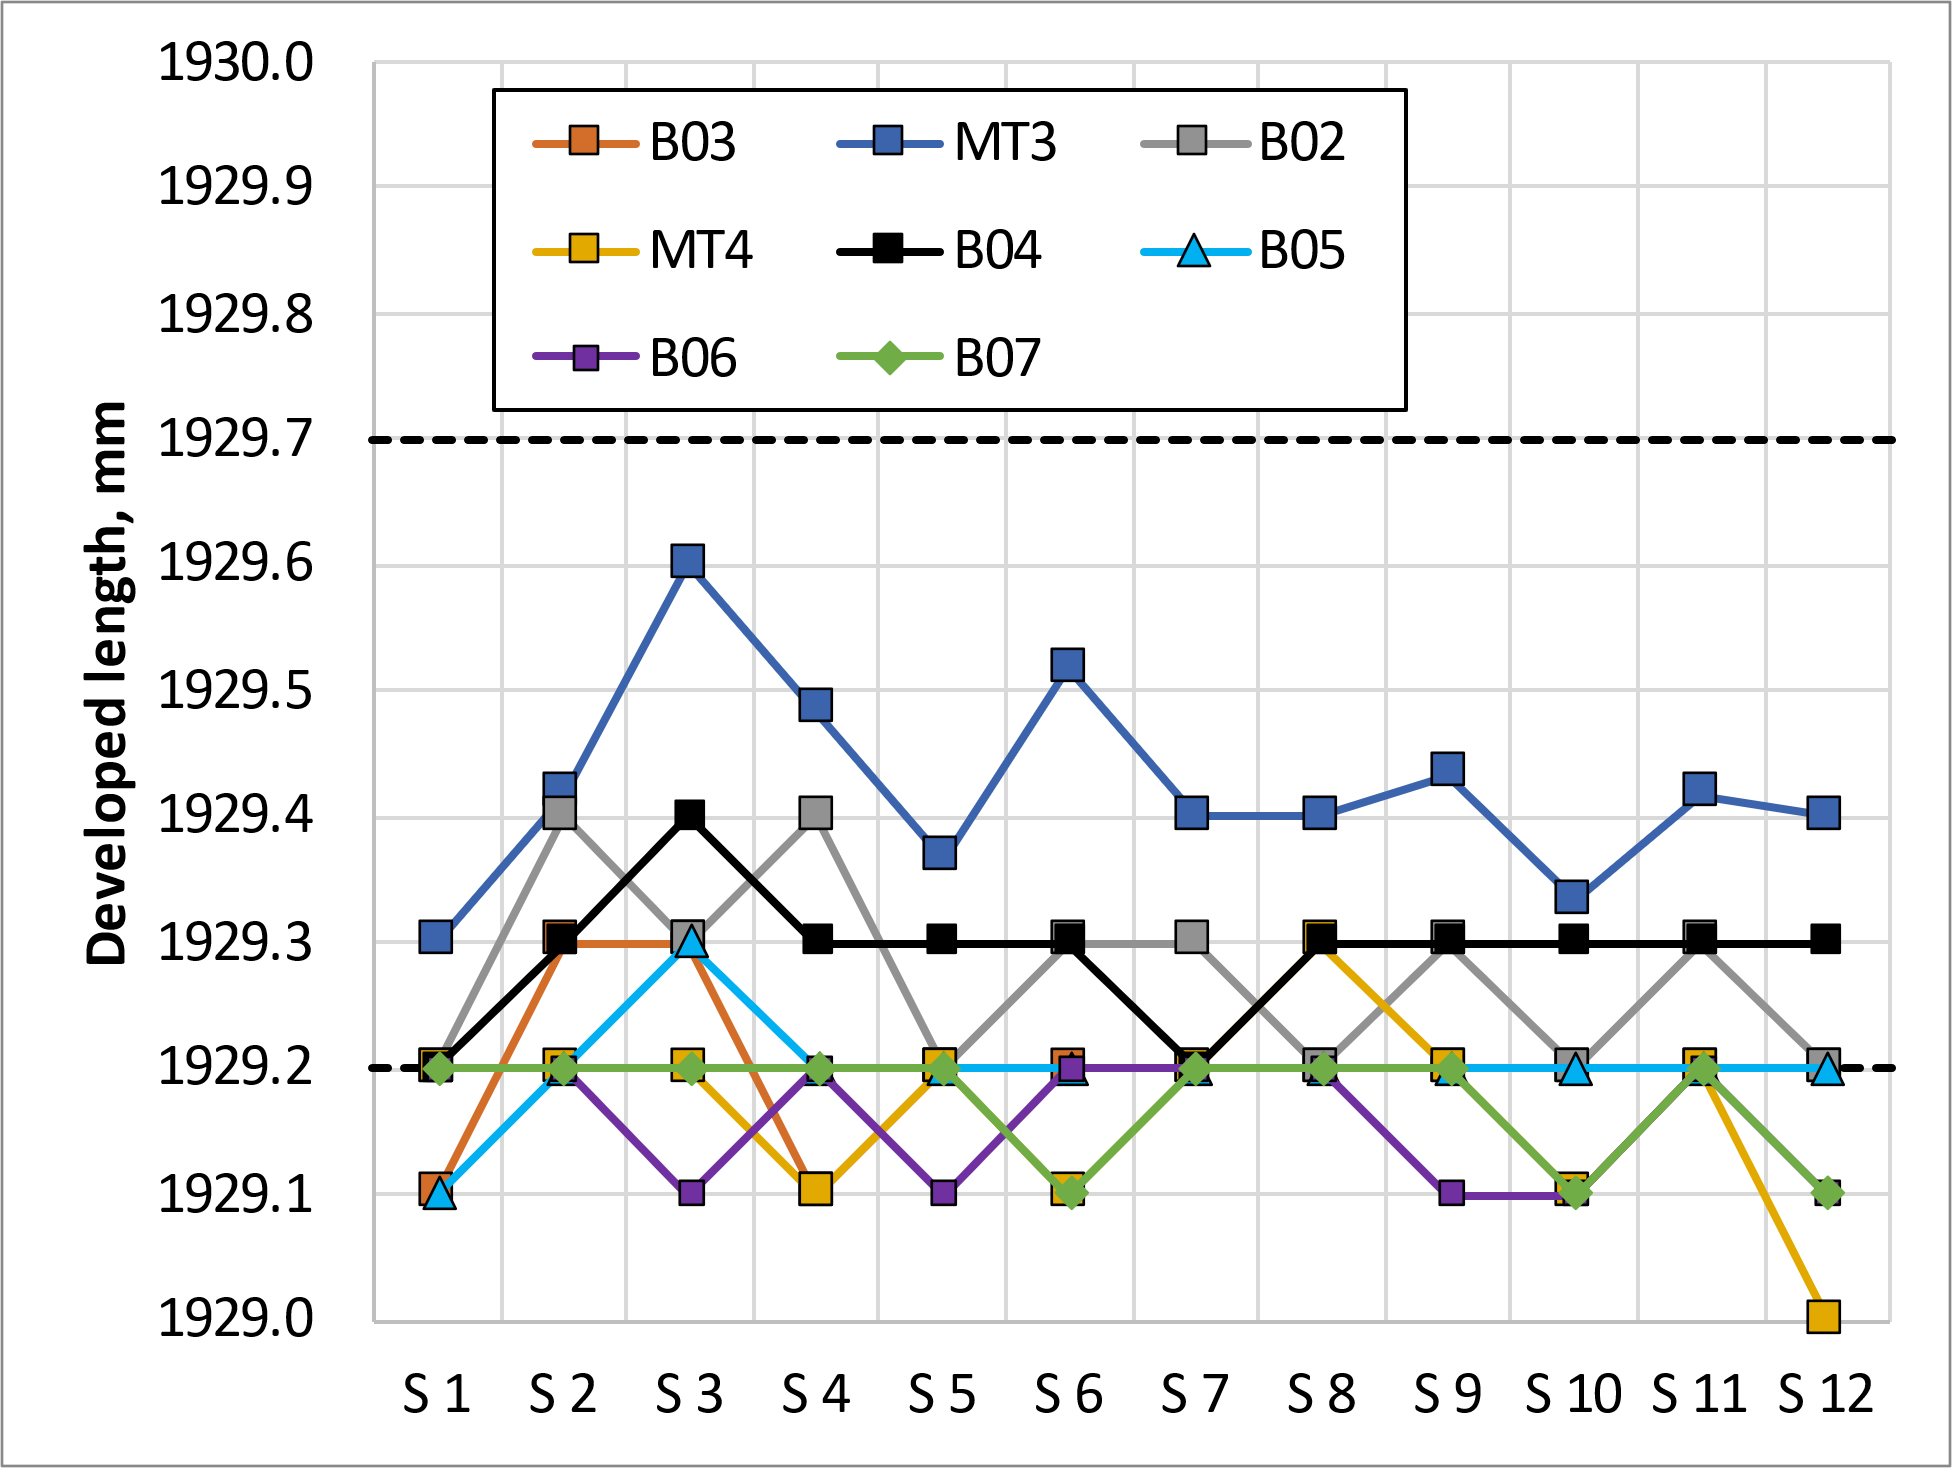 1930.0
1929.9
1929.8
1929.7
1929.6
1929.5
1929.4
1929.3
1929.2
1929.1
1929.0
Developed length, mm
B03 MT3 B02
MT4 B04 B05
B06 B07
S 1 S 2 S 3 S 4 S 5 S 6 S 7 S 8 S 9 S 10 S 11 S 12